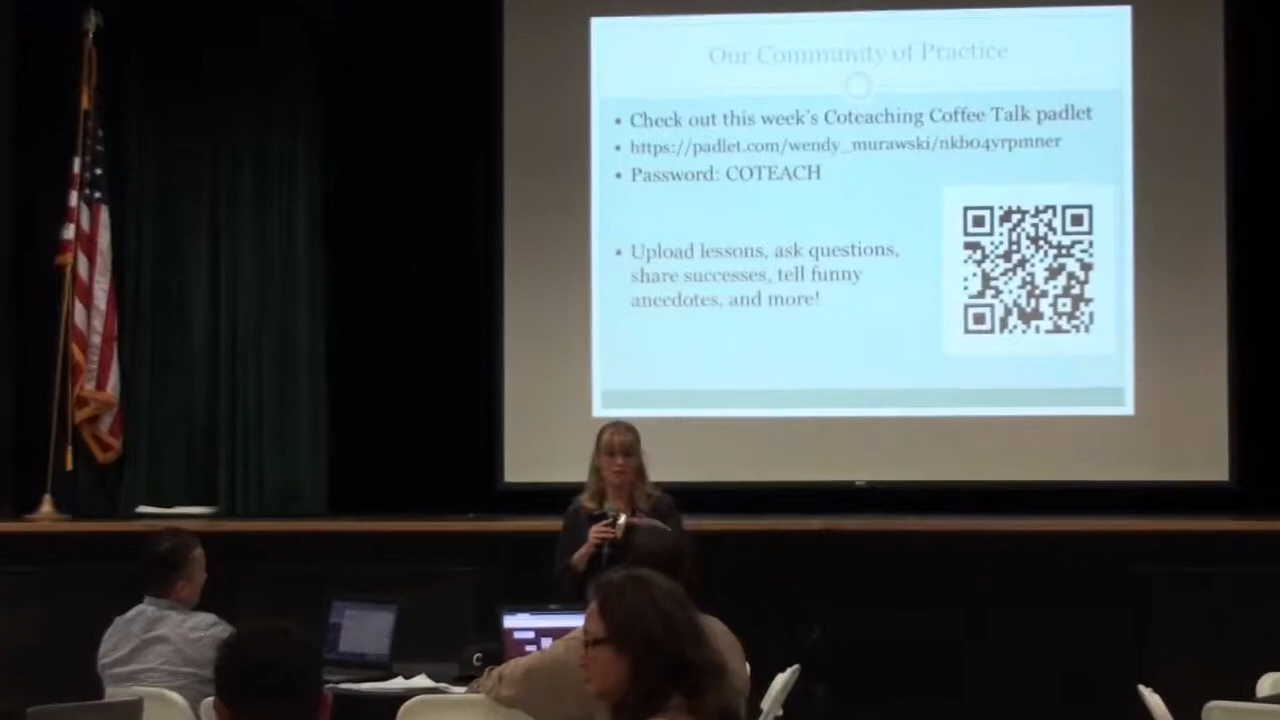 Our Community of Practice
• Check out this week's Coteaching Coffee Talk padlet
• https://padlet.com/wendy_murawski/nkb04yrpmner
• Password: COTEACH
• Upload lessons, ask questions,
share successes, tell funny
anecdotes, and more!
C